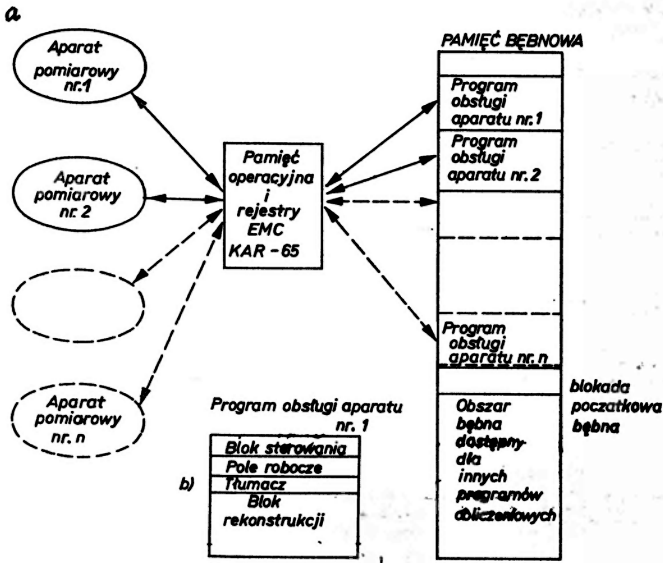 a
Aparat
pomiarowy
nr.1
Aparat
pomiarowy
nr. 2
Aparat
pomiarowy
nr. n
Pamięć
operacyjna
i
rejestry
EMC
KAR-65
PAMIĘĆ BĘBNOWA
Program
obsługi
aparatu nr.1
Program
obsługi
aparatu nr.2
Program
obsługi
aparatu nr. n
Obszar
bębna
dostępny
dla
innych
programów
obliczeniowych
blokada
początkowa
bębna
Program obsługi aparatu
nr. 1
b)
Blok sterowania
Pole robocze
Tłumacz
Blok
rekonstrukcji